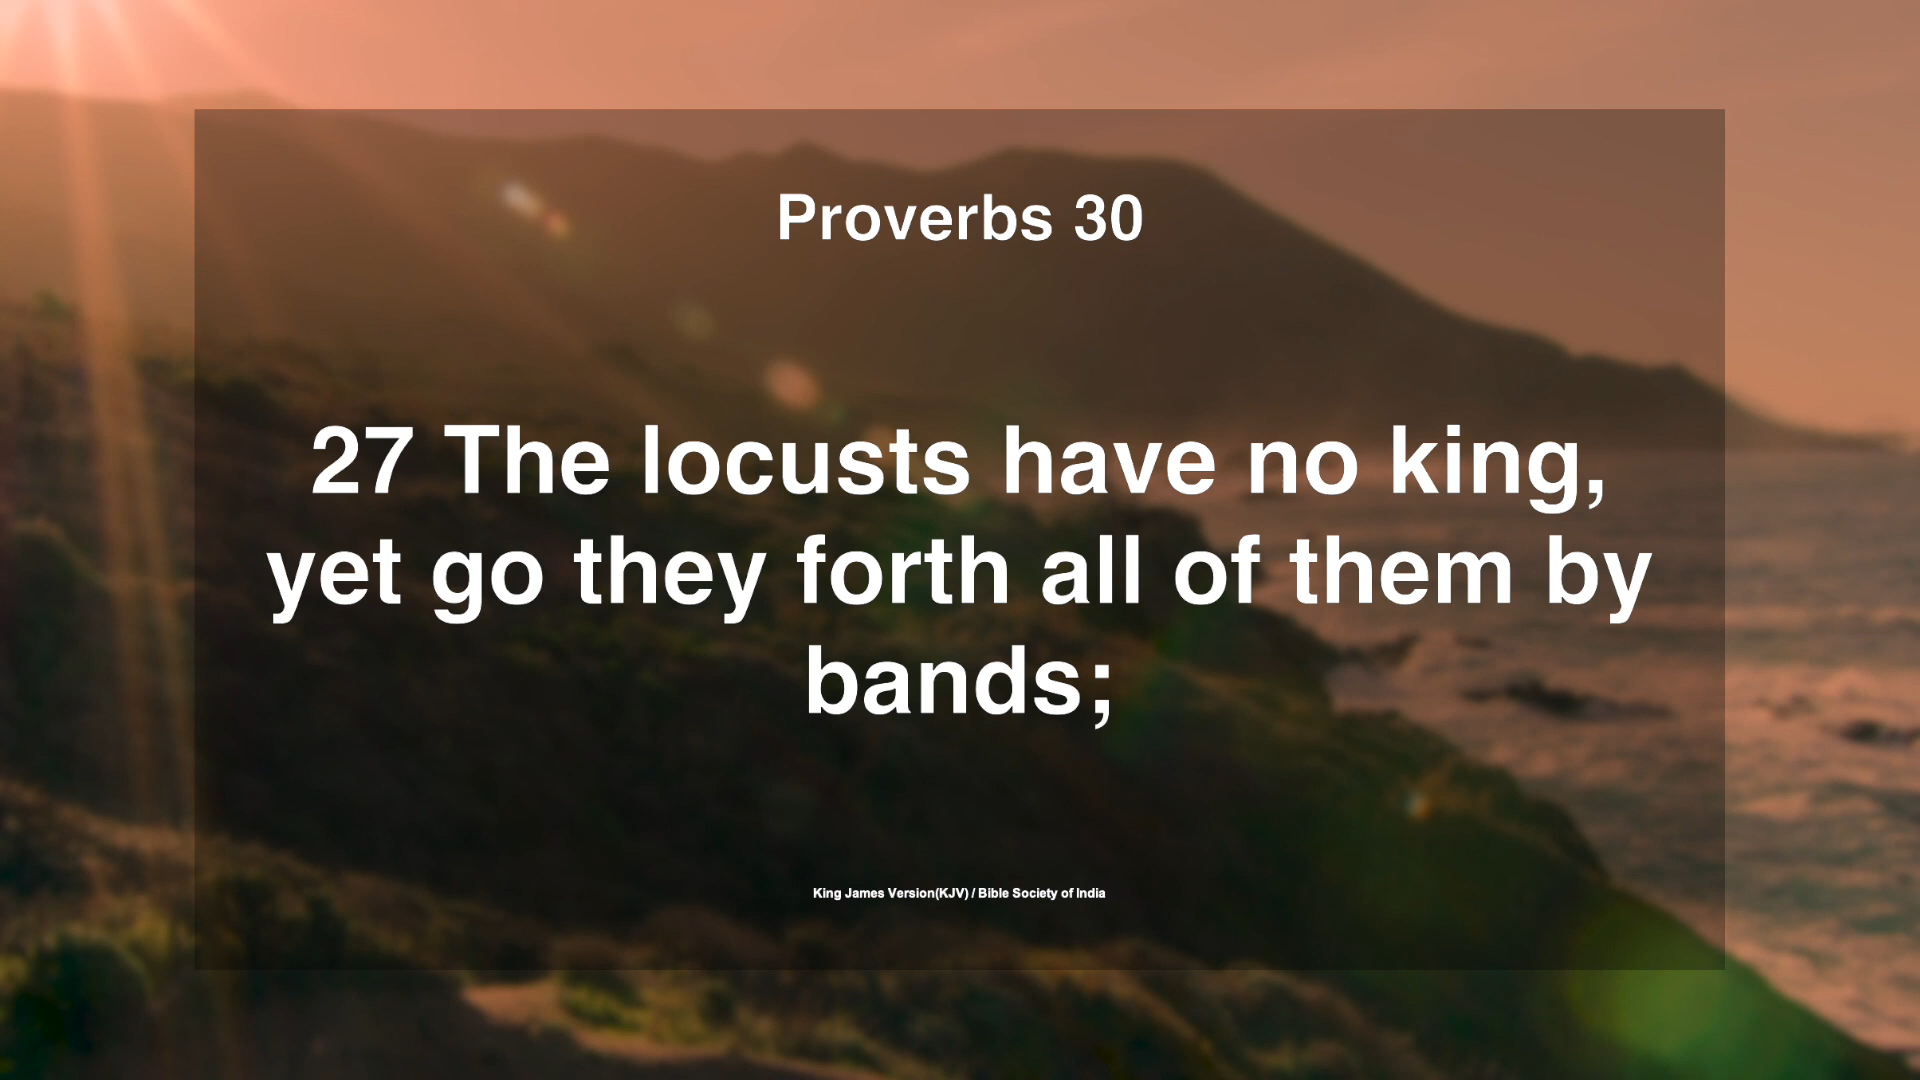 Proverbs 30
27 The locusts have no king,
yet go they forth all of them by
bands;
King James Version(KJV) / Bible Society of India